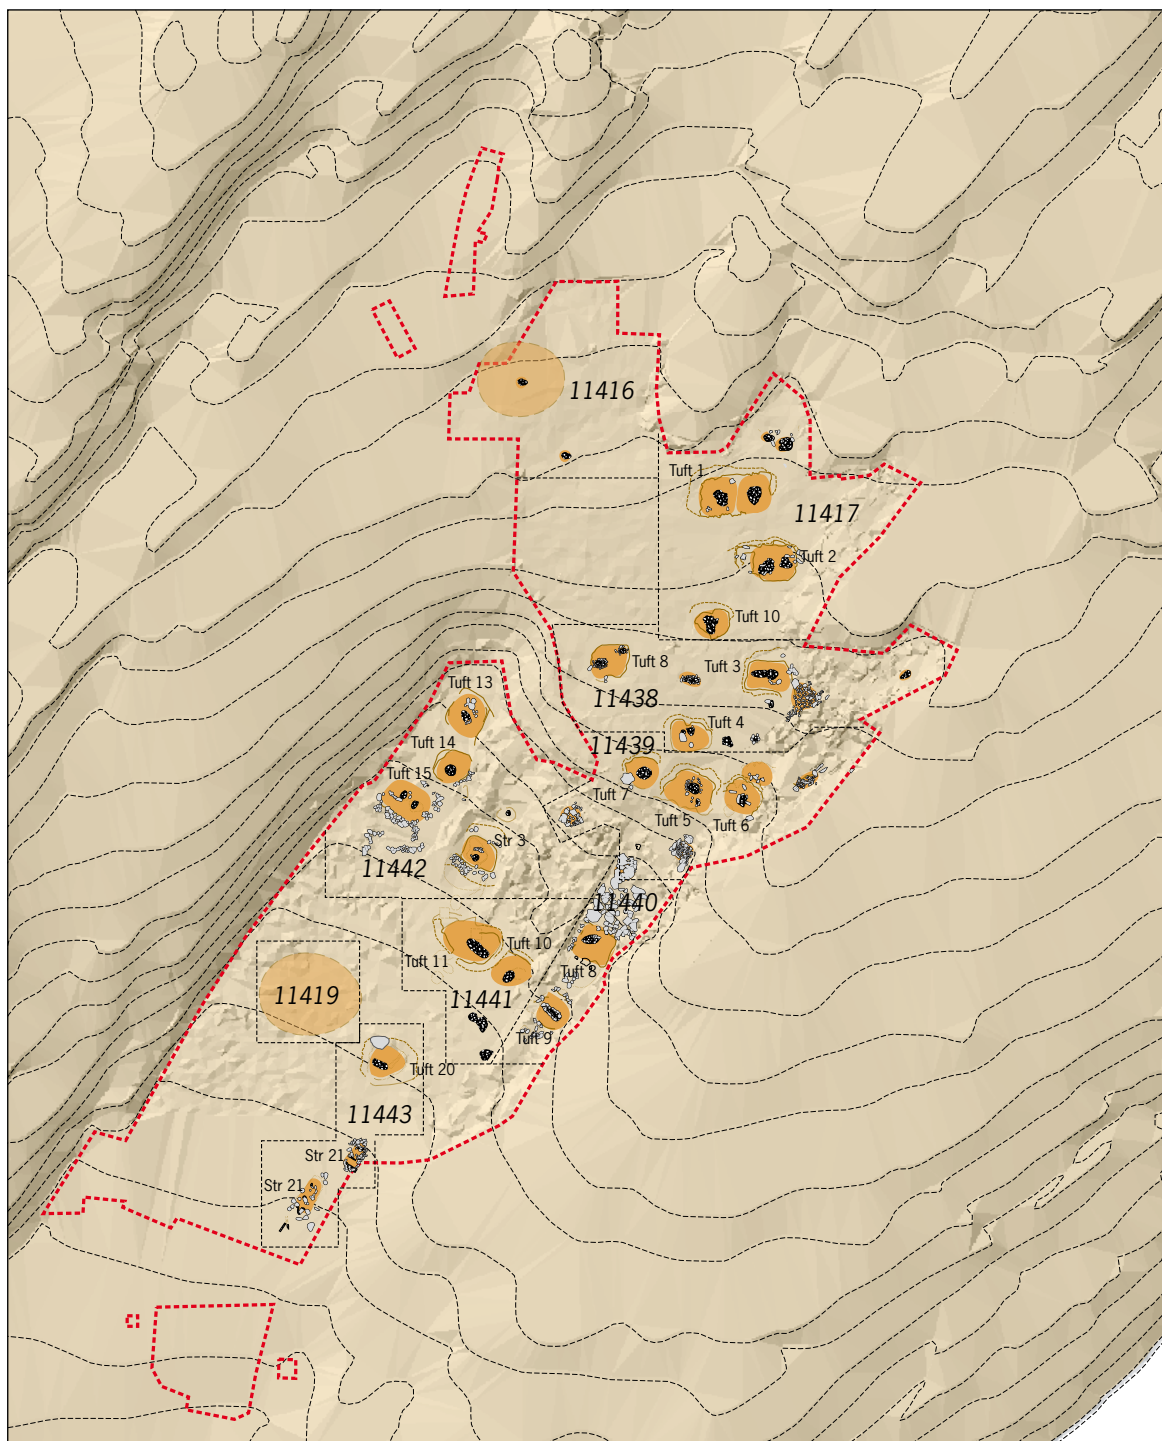 11416
Tuft 1
11417
Tuft 2
Tuft 10
Tuft 8
Tuft 3
Tuft 13
11438
Tuft 4
Tuft 14
11439
Tuft 15
Tuft 7
Tuft 5
Tuft 6
Str 3
11442
11440
Tuft 10
Tuft 11
Tuft 8
11419
11441
Tuft 9
Tuft 20
11443
Str 21
Str 21